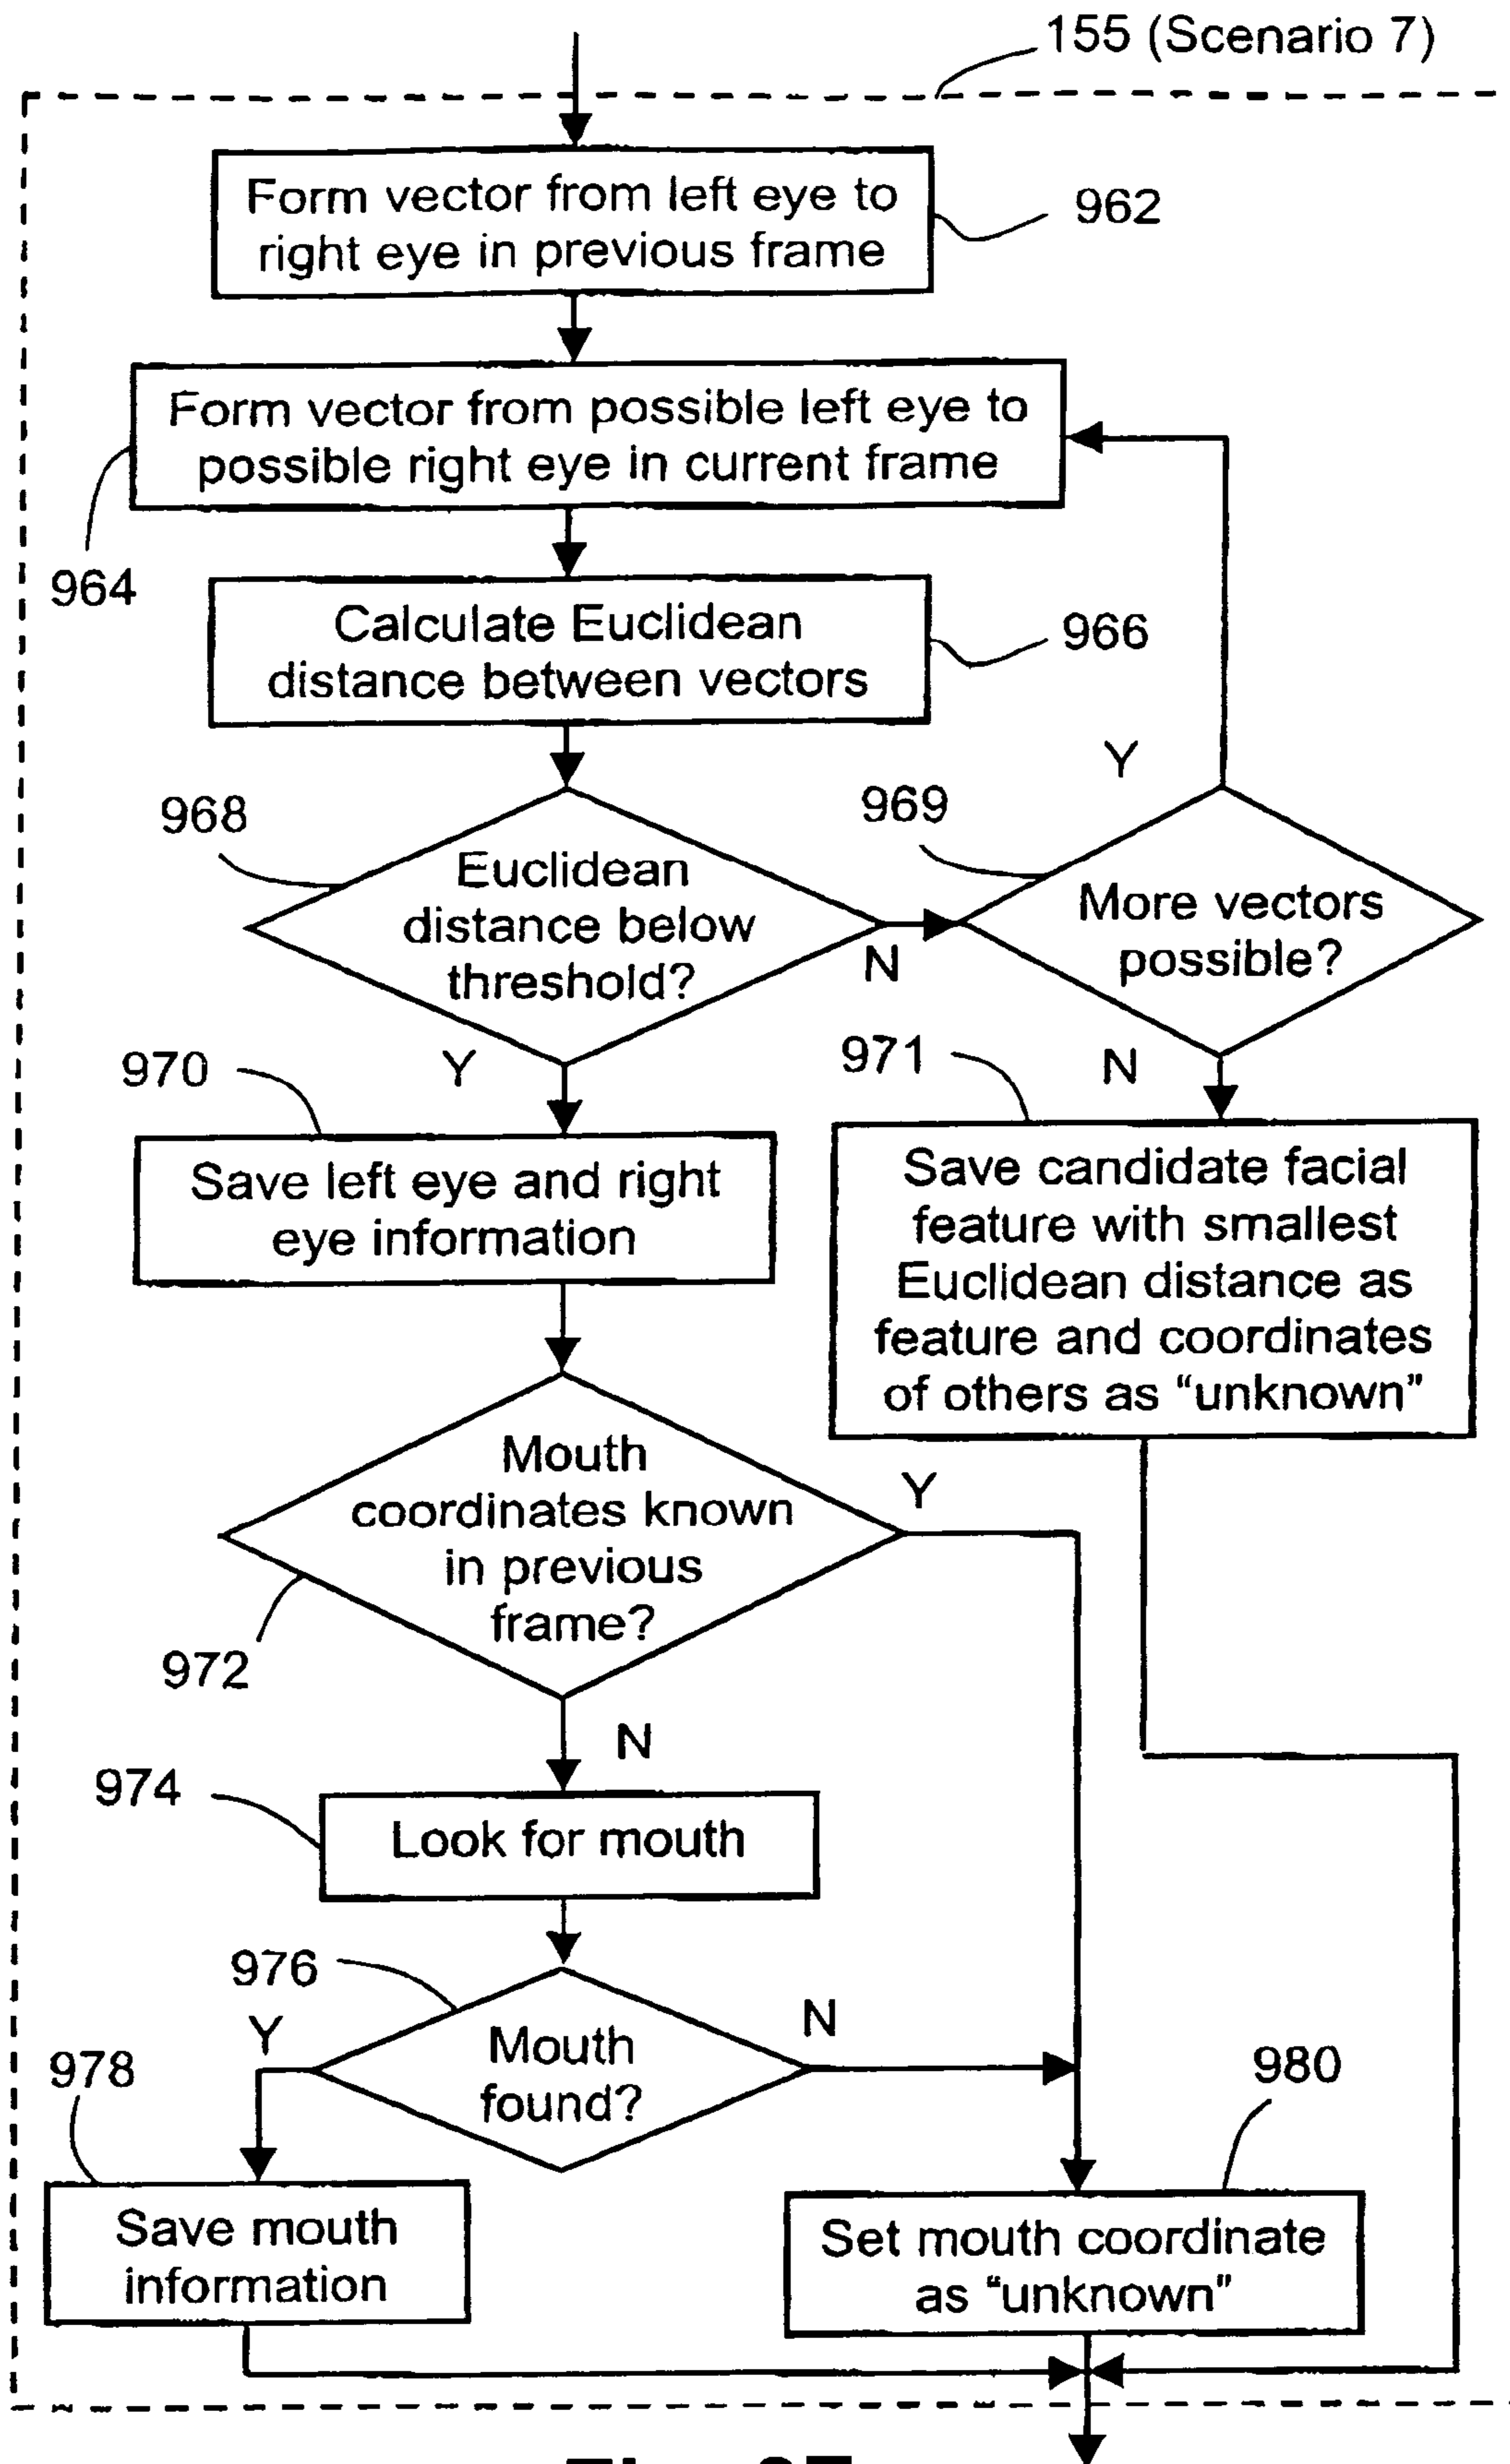 155 (Scenario 7)
Form vector from left eye to
right eye in previous frame
962
Form vector from possible left eye to
possible right eye in current frame
964
Calculate Euclidean
distance between vectors
966
Y
968
969
Euclidean
distance below
threshold?
N
More vectors
possible?
970
Y
971
N
Save left eye and right
eye information
Save candidate facial
feature with smallest
Euclidean distance as
feature and coordinates
of others as “unknown”
Mouth
coordinates known
in previous
frame?
Y
972
N
974
Look for mouth
976
Y
N
Mouth
found?
978
980
Save mouth
information
Set mouth coordinate
as “unknown”